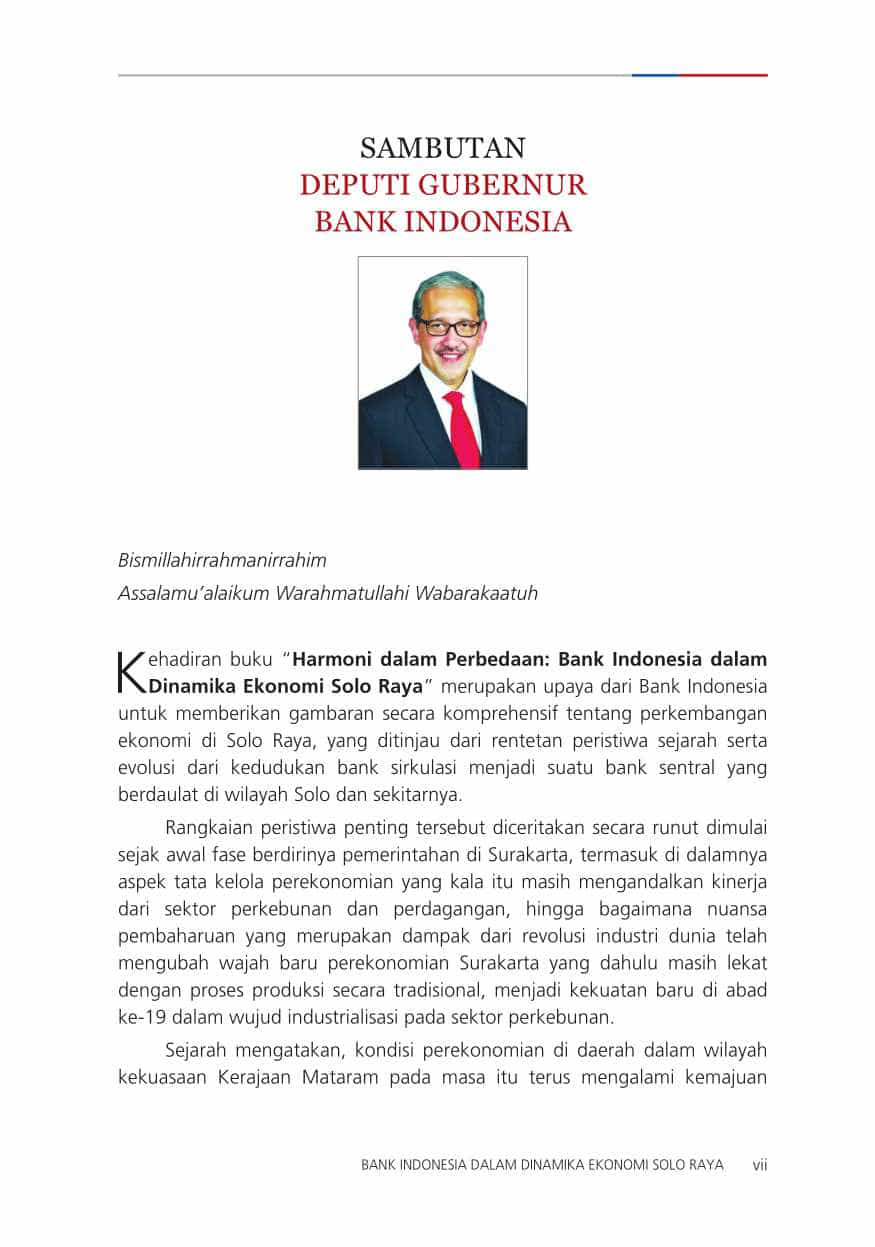 SAMBUTAN
DEPUTI GUBERNUR
BANK INDONESIA
Bismillahirrahmanirrahim
Assalamu’alaikum Warahmatullahi Wabarakaatuh
Kehadiran buku “Harmoni dalam Perbedaan: Bank Indonesia dalam
Dinamika Ekonomi Solo Raya” merupakan upaya dari Bank Indonesia
untuk memberikan gambaran secara komprehensif tentang perkembangan
ekonomi di Solo Raya, yang ditinjau dari rentetan peristiwa sejarah serta
evolusi dari kedudukan bank sirkulasi menjadi suatu bank sentral yang
berdaulat di wilayah Solo dan sekitarnya.
Rangkaian peristiwa penting tersebut diceritakan secara runut dimulai
sejak awal fase berdirinya pemerintahan di Surakarta, termasuk di dalamnya
aspek tata kelola perekonomian yang kala itu masih mengandalkan kinerja
dari sektor perkebunan dan perdagangan, hingga bagaimana nuansa
pembaharuan yang merupakan dampak dari revolusi industri dunia telah
mengubah wajah baru perekonomian Surakarta yang dahulu masih lekat
dengan proses produksi secara tradisional, menjadi kekuatan baru di abad
ke-19 dalam wujud industrialisasi pada sektor perkebunan.
Sejarah mengatakan, kondisi perekonomian di daerah dalam wilayah
kekuasaan Kerajaan Mataram pada masa itu terus mengalami kemajuan
BANK INDONESIA DALAM DINAMIKA EKONOMI SOLO RAYA vii